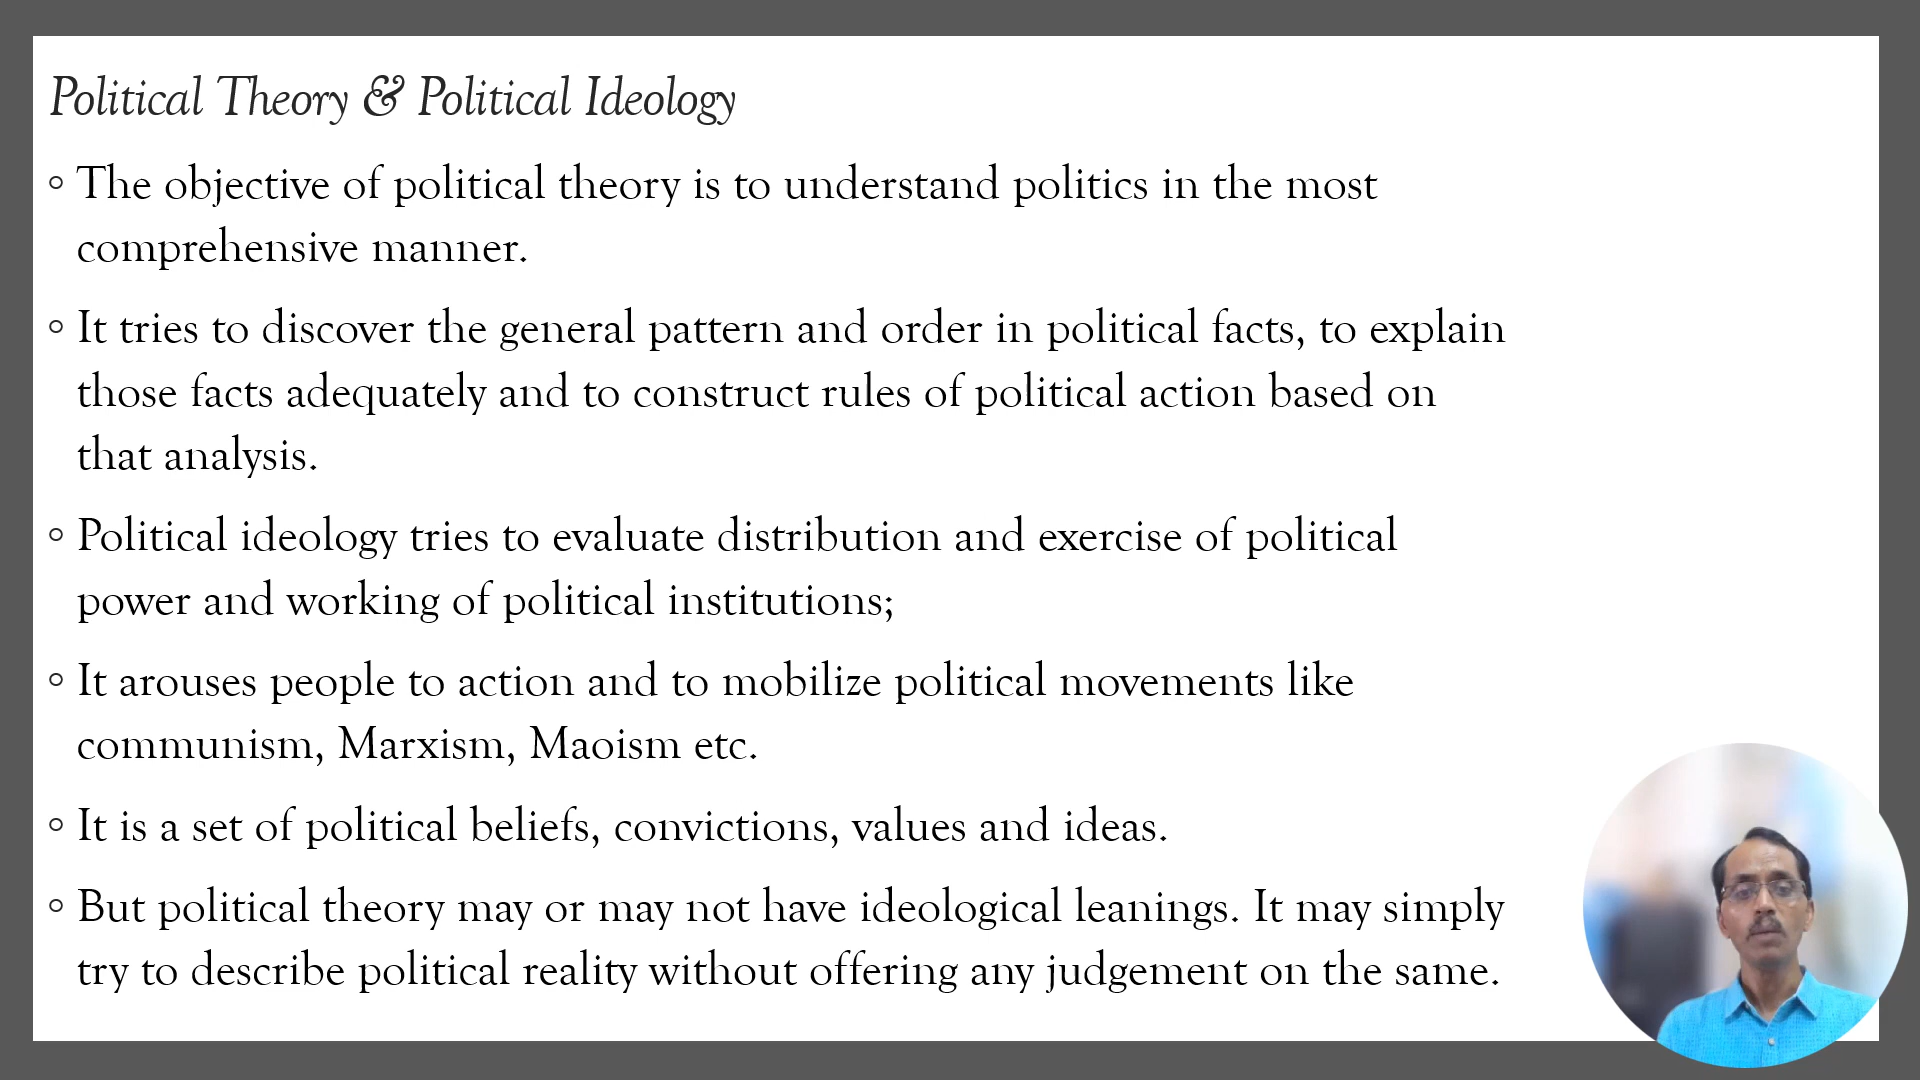 Political Theory & Political Ideology
◦ The objective of political theory is to understand politics in the most
comprehensive manner.
◦ It tries to discover the general pattern and order in political facts, to explain
those facts adequately and to construct rules of political action based on
that analysis.
◦ Political ideology tries to evaluate distribution and exercise of political
power and working of political institutions;
◦ It arouses people to action and to mobilize political movements like
communism, Marxism, Maoism etc.
◦ It is a set of political beliefs, convictions, values and ideas.
◦ But political theory may or may not have ideological leanings. It may simply
try to describe political reality without offering any judgement on the same.